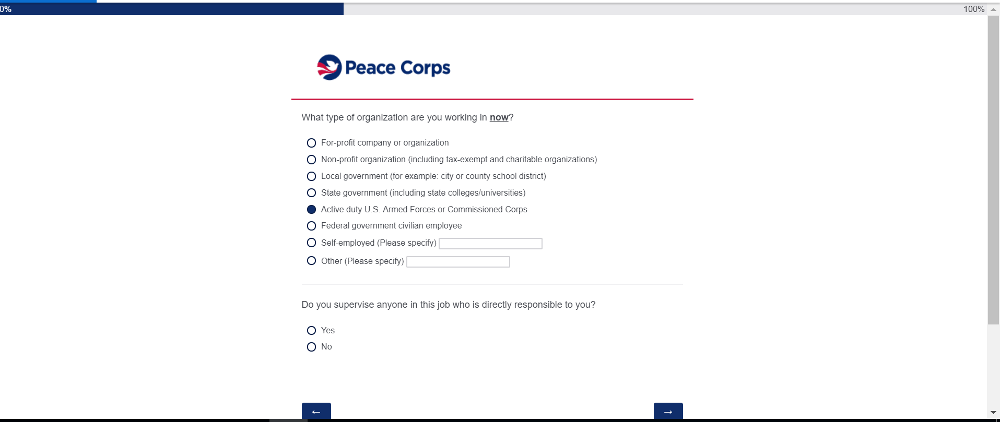 0%
100%
Peace Corps
What type of organization are you working in now?
For-profit company or organization
Non-profit organization (including tax-exempt and charitable organizations)
Local government (for example: city or county school district)
State government (including state colleges/universities)
Active duty U.S. Armed Forces or Commissioned Corps
Federal government civilian employee
Self-employed (Please specify)
Other (Please specify)
Do you supervise anyone in this job who is directly responsible to you?
Yes
No
← →